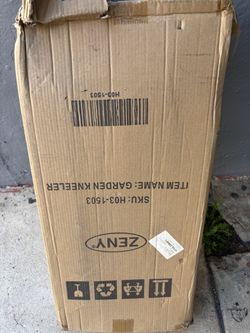 H03-1503
ITEM NAME: GARDEN KNEELER
SKU: H03-1503
ZENY